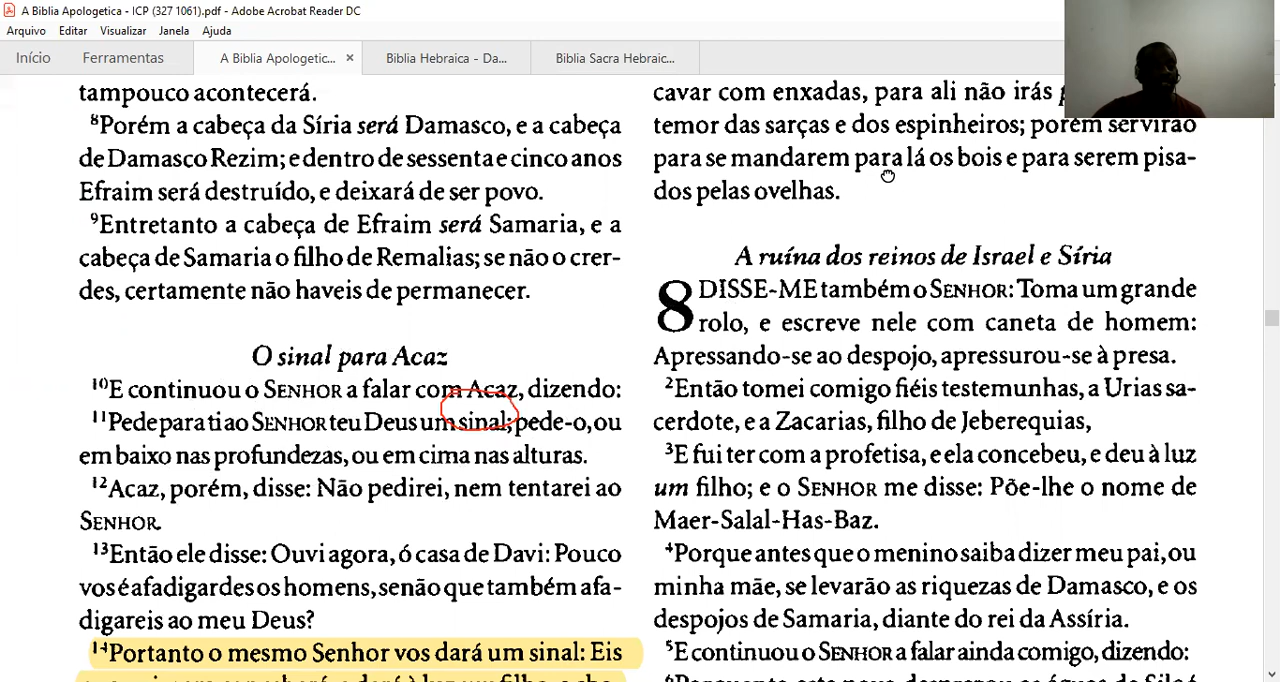 A Biblia Apologetica - ICP (327 1061).pdf - Adobe Acrobat Reader DC
Arquivo Editar Visualizar Janela Ajuda
Início Ferramentas A Biblia Apologetic... × Biblia Hebraica - Da... Biblia Sacra Hebraic...
tampouco acontecerá.
⁸Porém a cabeça da Síria será Damasco, e a cabeça
de Damasco Rezim; e dentro de sessenta e cinco anos
Efraim será destruído, e deixará de ser povo.
⁹Entretanto a cabeça de Efraim será Samaria, e a
cabeça de Samaria o filho de Remalias; se não o crer-
des, certamente não haveis de permanecer.
O sinal para Acaz
¹⁰E continuou o SENHOR a falar com Acaz, dizendo:
¹¹Pede para ti ao SENHOR teu Deus um sinal; pede-o, ou
em baixo nas profundezas, ou em cima nas alturas.
¹²Acaz, porém, disse: Não pedirei, nem tentarei ao
SENHOR.
¹³Então ele disse: Ouvi agora, ó casa de Davi: Pouco
vos é afadigardes os homens, senão que também afa-
digareis ao meu Deus?
¹⁴Portanto o mesmo Senhor vos dará um sinal: Eis
cavar com enxadas, para ali não irás
temor das sarças e dos espinheiros; porém servirão
para se mandarem para lá os bois e para serem pisa-
dos pelas ovelhas.
A ruína dos reinos de Israel e Síria
8 DISSE-ME também o SENHOR: Toma um grande
rolo, e escreve nele com caneta de homem:
Apressando-se ao despojo, apressurou-se à presa.
²Então tomei comigo fiéis testemunhas, a Urias sa-
cerdote, e a Zacarias, filho de Jeberequias,
³E fui ter com a profetisa, e ela concebeu, e deu à luz
um filho; e o SENHOR me disse: Põe-lhe o nome de
Maer-Salal-Has-Baz.
⁴Porque antes que o menino saiba dizer meu pai, ou
minha mãe, se levarão as riquezas de Damasco, e os
despojos de Samaria, diante do rei da Assíria.
⁵E continuou o SENHOR a falar ainda comigo, dizendo: